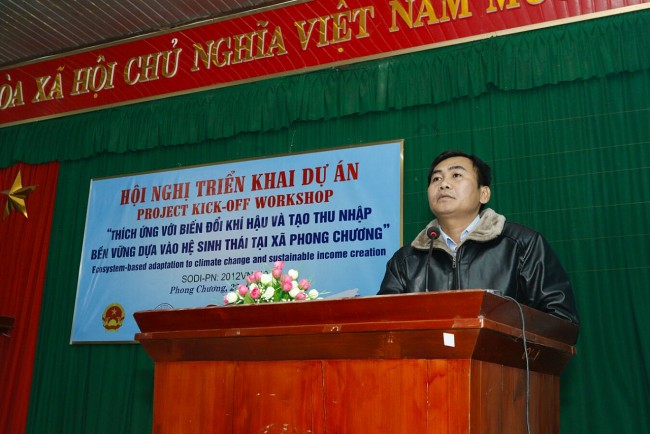 XÃ HỘI CHỦ NGHĨA VIỆT NAM
HỘI NGHỊ TRIỂN KHAI DỰ ÁN
PROJECT KICK-OFF WORKSHOP
"THÍCH ỨNG VỚI BIẾN ĐỔI KHÍ HẬU VÀ TẠO THU NHẬP
BỀN VỮNG DỰA VÀO HỆ SINH THÁI TẠI XÃ PHONG CHƯƠNG"
Ecosystem-based adaptation to climate change and sustainable income creation
SODI-PN: 2012VN
Phong Chương,